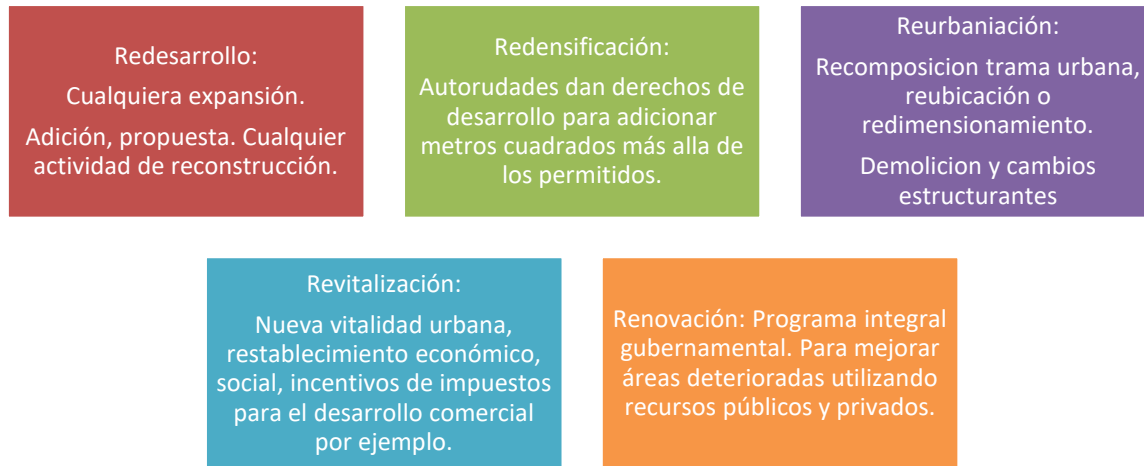 Redesarrollo:
Cualquiera expansión.
Adición, propuesta. Cualquier
actividad de reconstrucción.
Redensificación:
Autorudades dan derechos de
desarrollo para adicionar
metros cuadrados más alla de
los permitidos.
Reurbaniación:
Recomposicion trama urbana,
reubicación o
redimensionamiento.
Demolicion y cambios
estructurantes
Revitalización:
Nueva vitalidad urbana,
restablecimiento económico,
social, incentivos de impuestos
para el desarrollo comercial
por ejemplo.
Renovación: Programa integral
gubernamental. Para mejorar
áreas deterioradas utilizando
recursos públicos y privados.